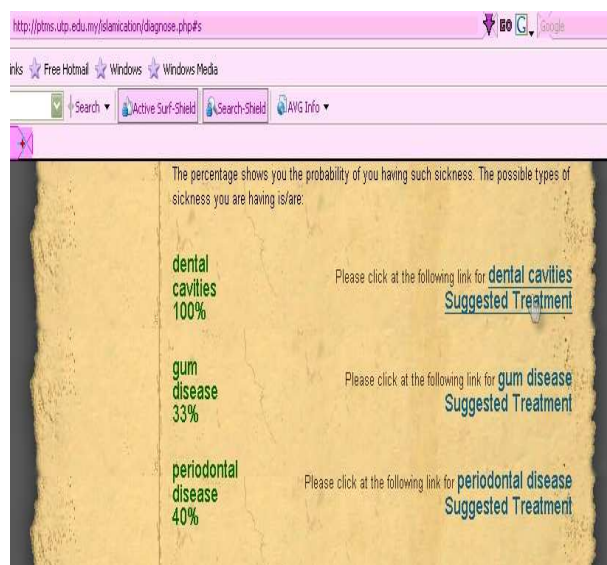 http://ptms.utp.edu.my/islamication/diagnose.php#s GO G Google
inks Free Hotmail Windows Windows Media
Search Active Surf-Shield Search-Shield AVG Info
The percentage shows you the probability of you having such sickness. The possible types of
sickness you are having is/are:
dental
cavities
100%
Please click at the following link for dental cavities
Suggested Treatment
gum
disease
33%
Please click at the following link for gum disease
Suggested Treatment
periodontal
disease
40%
Please click at the following link for periodontal disease
Suggested Treatment